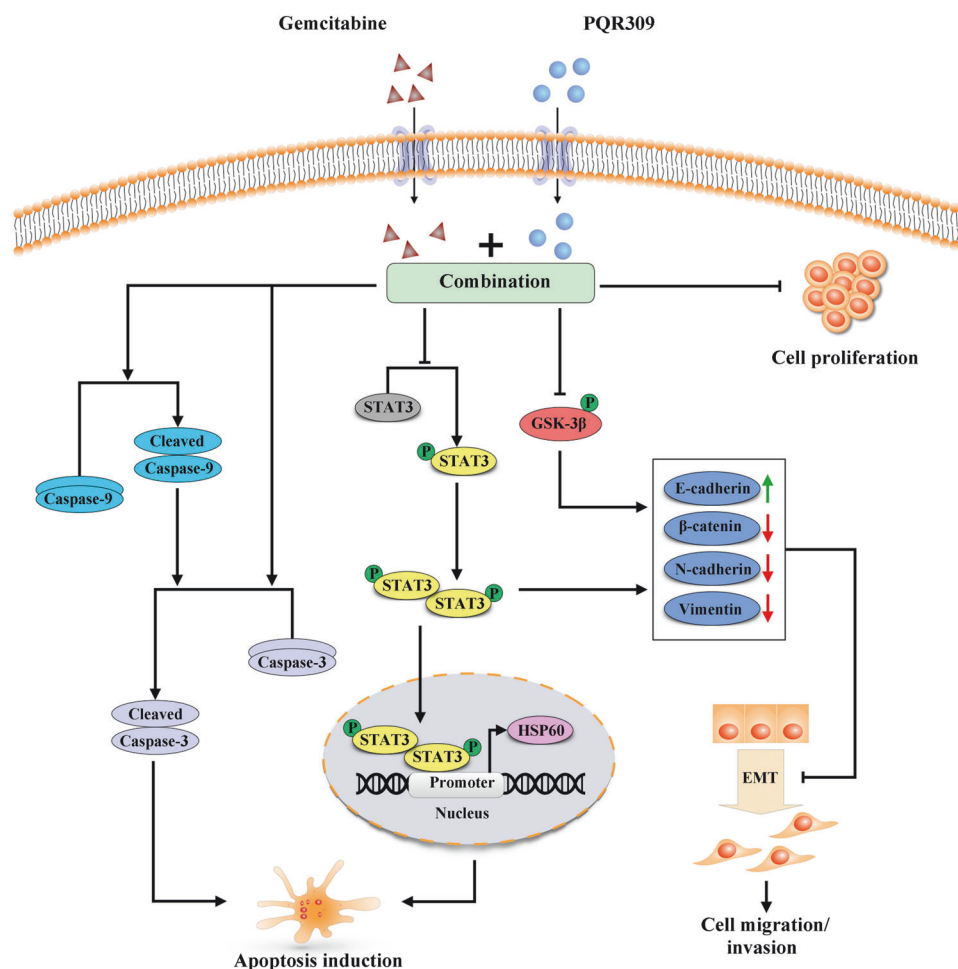 Gemcitabine
PQR309
+
Combination
Cell proliferation
STAT3
P
GSK-3β
Cleaved
Caspase-9
Caspase-9
P
STAT3
E-cadherin
β-catenin
N-cadherin
Vimentin
P
STAT3
STAT3
P
Caspase-3
Cleaved
Caspase-3
P
STAT3
STAT3
P
HSP60
Promoter
Nucleus
EMT
Cell migration/
invasion
Apoptosis induction